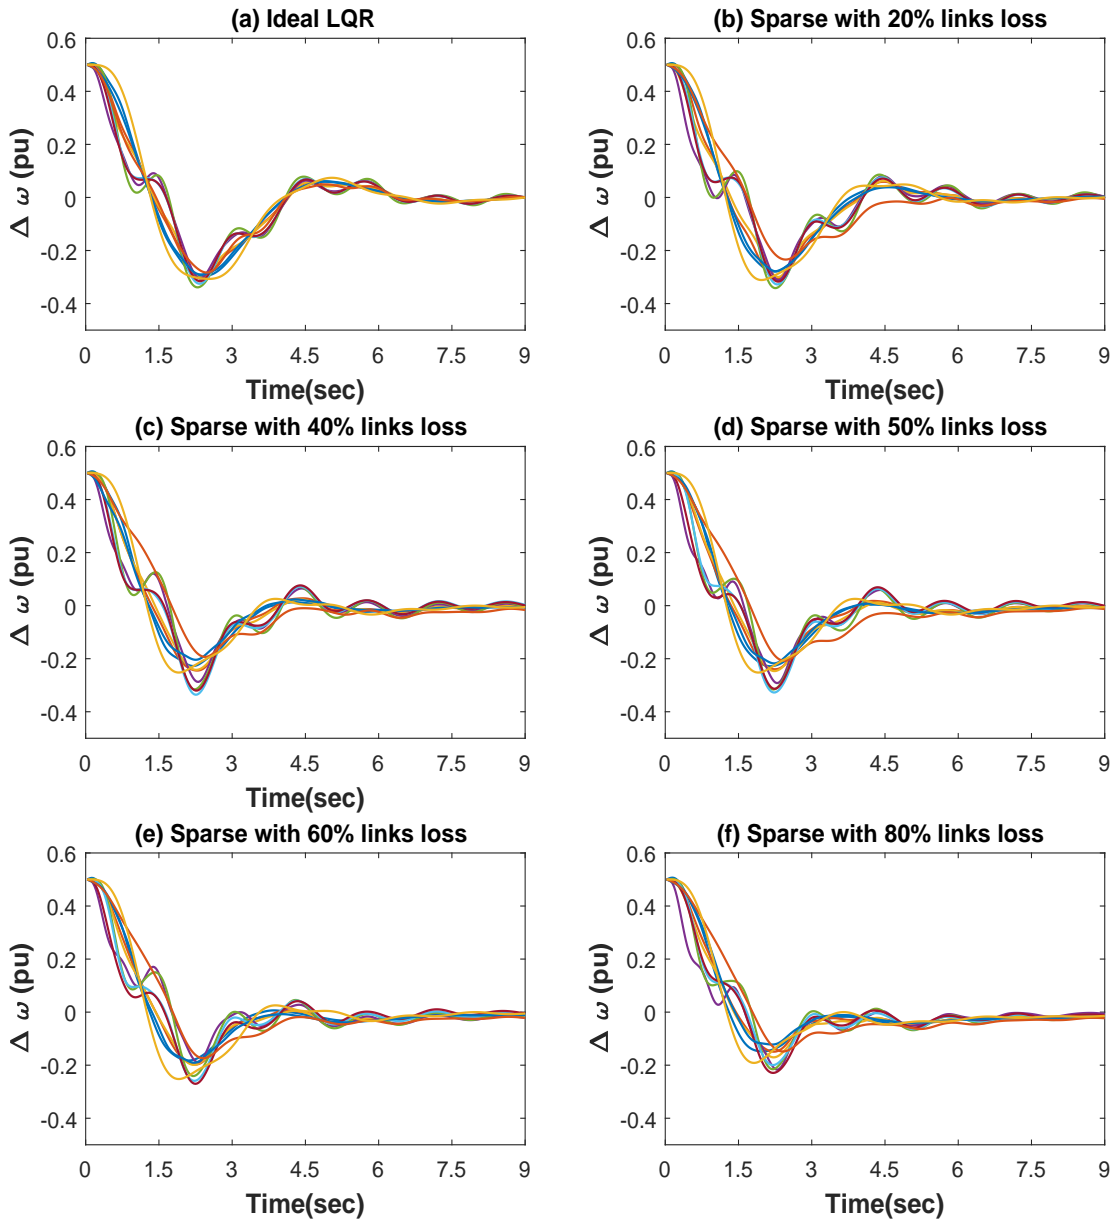 (a) Ideal LQR
0.6
0.4
0.2
0
-0.2
-0.4
Δ ω (pu)
0 1.5 3 4.5 6 7.5 9
Time(sec)
(b) Sparse with 20% links loss
0.6
0.4
0.2
0
-0.2
-0.4
Δ ω (pu)
0 1.5 3 4.5 6 7.5 9
Time(sec)
(c) Sparse with 40% links loss
0.6
0.4
0.2
0
-0.2
-0.4
Δ ω (pu)
0 1.5 3 4.5 6 7.5 9
Time(sec)
(d) Sparse with 50% links loss
0.6
0.4
0.2
0
-0.2
-0.4
Δ ω (pu)
0 1.5 3 4.5 6 7.5 9
(e) Sparse with 60% links loss
0.6
0.4
0.2
0
-0.2
-0.4
Δ ω (pu)
0 1.5 3 4.5 6 7.5 9
Time(sec)
(f) Sparse with 80% links loss
0.6
0.4
0.2
0
-0.2
-0.4
Δ ω (pu)
0 1.5 3 4.5 6 7.5 9
Time(sec)